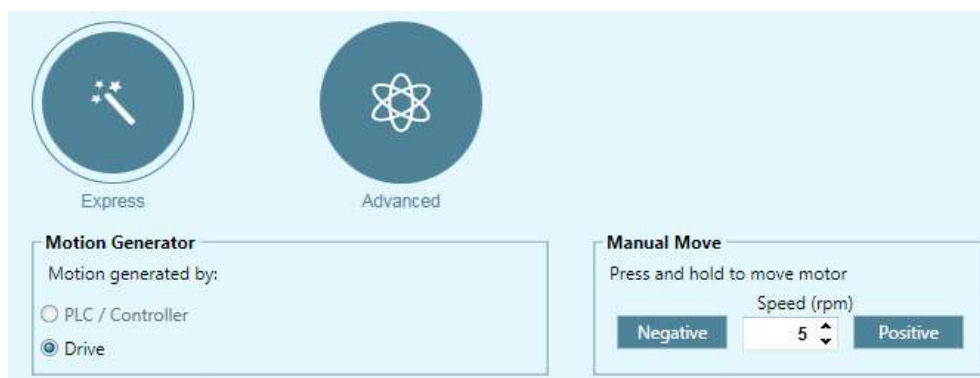 Express
Advanced
Motion Generator
Motion generated by:
PLC / Controller
Drive
Manual Move
Press and hold to move motor
Speed (rpm)
Negative 5 Positive